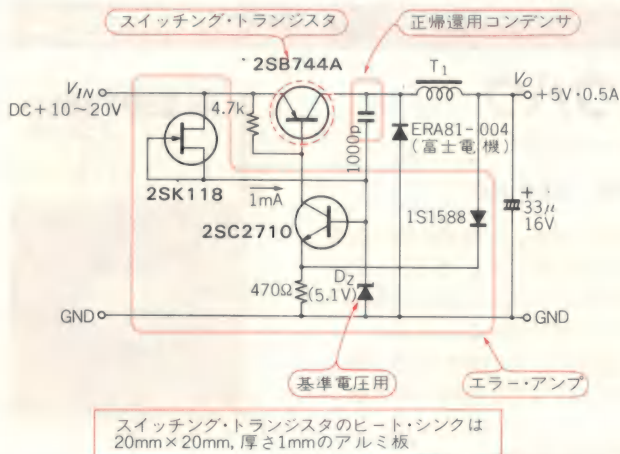 スイッチング・トランジスタ
正帰還用コンデンサ
2SB744A
T1
VIN
DC+10～20V
4.7k
1000p
VO
+5V・0.5A
ERA81-004
(富士電機)
2SK118
1mA
2SC2710
1S1588
+
33μ
16V
470Ω
DZ
(5.1V)
GND
GND
基準電圧用
エラー・アンプ
スイッチング・トランジスタのヒート・シンクは
20mm×20mm, 厚さ1mmのアルミ板